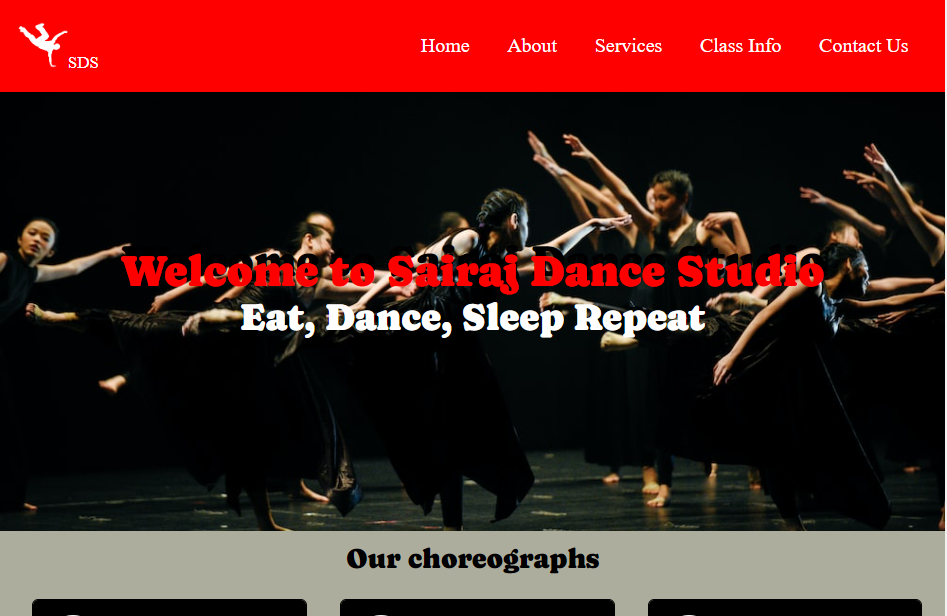 SDS
Home About Services Class Info Contact Us
Welcome to Sairaj Dance Studio
Eat, Dance, Sleep Repeat
Our choreographs